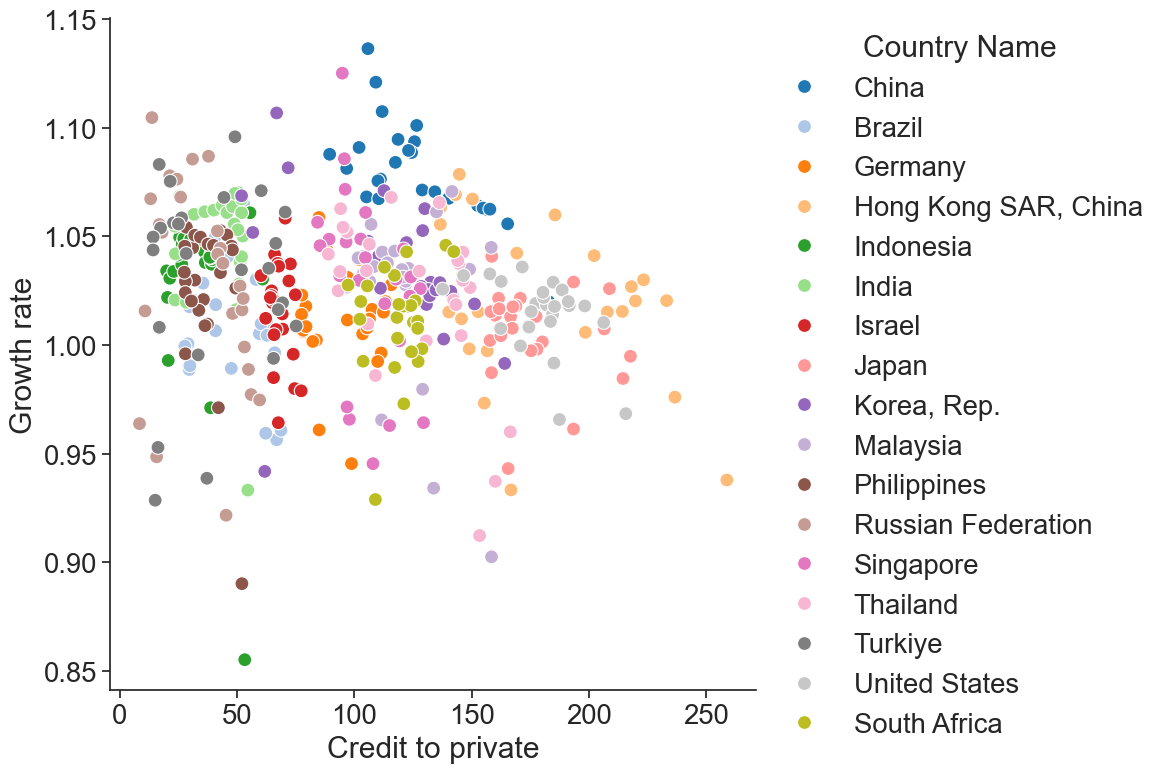 1.15
1.10
1.05
1.00
0.95
0.90
0.85
Growth rate
0
50
100
150
200
250
Credit to private
Country Name
China
Brazil
Germany
Hong Kong SAR, China
Indonesia
India
Israel
Japan
Korea, Rep.
Malaysia
Philippines
Russian Federation
Singapore
Thailand
Turkiye
United States
South Africa